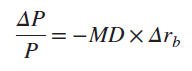 ΔP/P = −MD × Δr_b